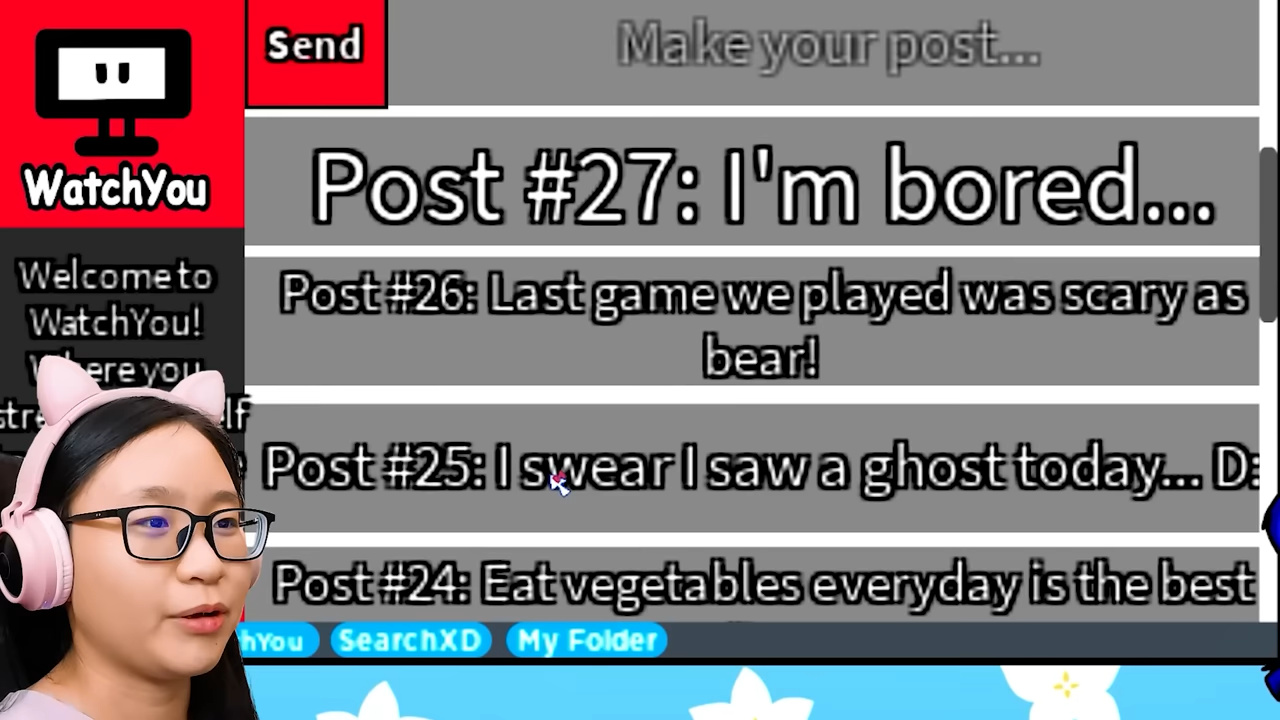 Send
Make your post...
WatchYou
Post #27: I'm bored...
Post #26: Last game we played was scary as
bear!
Welcome to
WatchYou!
Where you
Post #25: I swear I saw a ghost today... D:
Post #24: Eat vegetables everyday is the best
SearchXD
My Folder